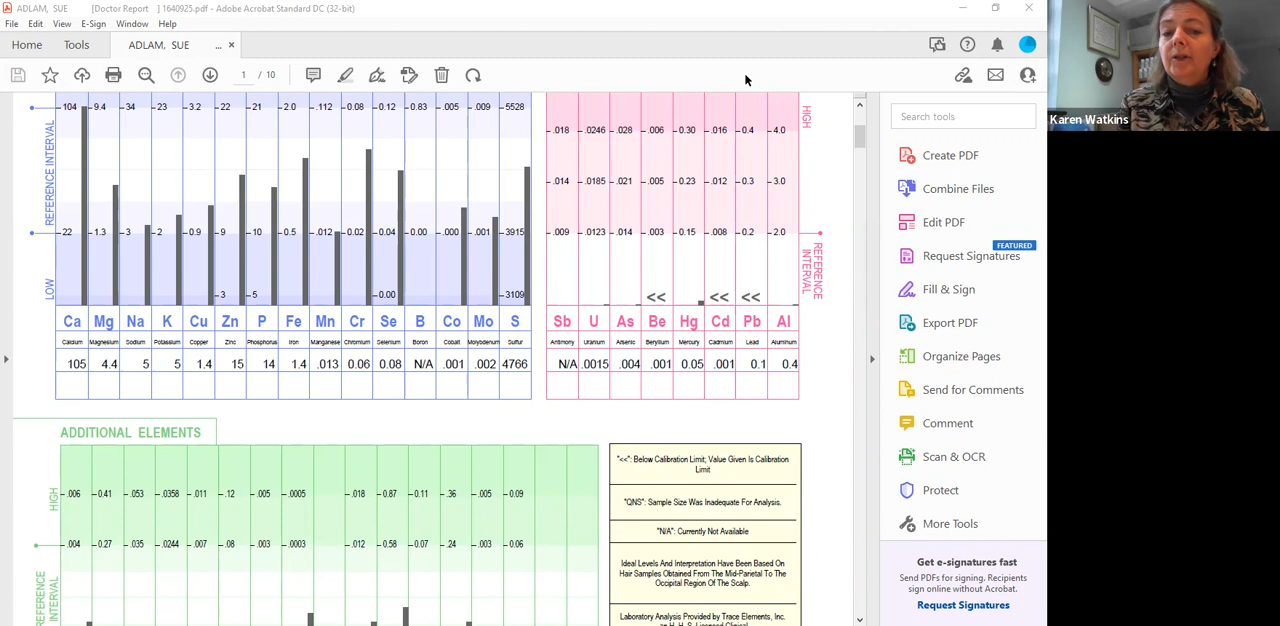 ADLAM, SUE [Doctor Report ] 1640925.pdf - Adobe Acrobat Standard DC (32-bit)
File Edit View E-Sign Window Help
Home Tools ADLAM, SUE ... ×
1 / 10
104 9.4 34 23 3.2 22 21 2.0 .112 0.08 0.12 0.83 .005 .009 5528
REFERENCE INTERVAL
22 1.3 3 2 0.9 9 10 0.5 .012 0.02 0.04 0.00 .000 .001 3915
LOW
3 5 0.00 3109
Ca Mg Na K Cu Zn P Fe Mn Cr Se B Co Mo S
Calcium Magnesium Sodium Potassium Copper Zinc Phosphorus Iron Manganese Chromium Selenium Boron Cobalt Molybdenum Sulfur
105 4.4 5 5 1.4 15 14 1.4 .013 0.06 0.08 N/A .001 .002 4766
HIGH
.018 .0246 .028 .006 0.30 .016 0.4 4.0
.014 .0185 .021 .005 0.23 .012 0.3 3.0
.009 .0123 .014 .003 0.15 .008 0.2 2.0
REFERENCE INTERVAL
<< << <<
Sb U As Be Hg Cd Pb Al
Antimony Uranium Arsenic Beryllium Mercury Cadmium Lead Aluminum
N/A .0015 .004 .001 0.05 .001 0.1 0.4
ADDITIONAL ELEMENTS
HIGH
.006 0.41 .053 .0358 .011 .12 .005 .0005 .018 0.87 0.11 .36 .005 0.09
.004 0.27 .035 .0244 .007 .08 .003 .0003 .012 0.58 0.07 .24 .003 0.06
REFERENCE INTERVAL
"<<": Below Calibration Limit; Value Given Is Calibration
Limit
"QNS": Sample Size Was Inadequate For Analysis.
"N/A": Currently Not Available
Ideal Levels And Interpretation Have Been Based On
Hair Samples Obtained From The Mid-Parietal To The
Occipital Region Of The Scalp.
Laboratory Analysis Provided by Trace Elements, Inc.
an H. H. S. Licensed Clinical
Search tools
Create PDF
Combine Files
Edit PDF
FEATURED
Request Signatures
Fill & Sign
Export PDF
Organize Pages
Send for Comments
Comment
Scan & OCR
Protect
More Tools
Get e-signatures fast
Send PDFs for signing. Recipients
sign online without Acrobat.
Request Signatures
Karen Watkins